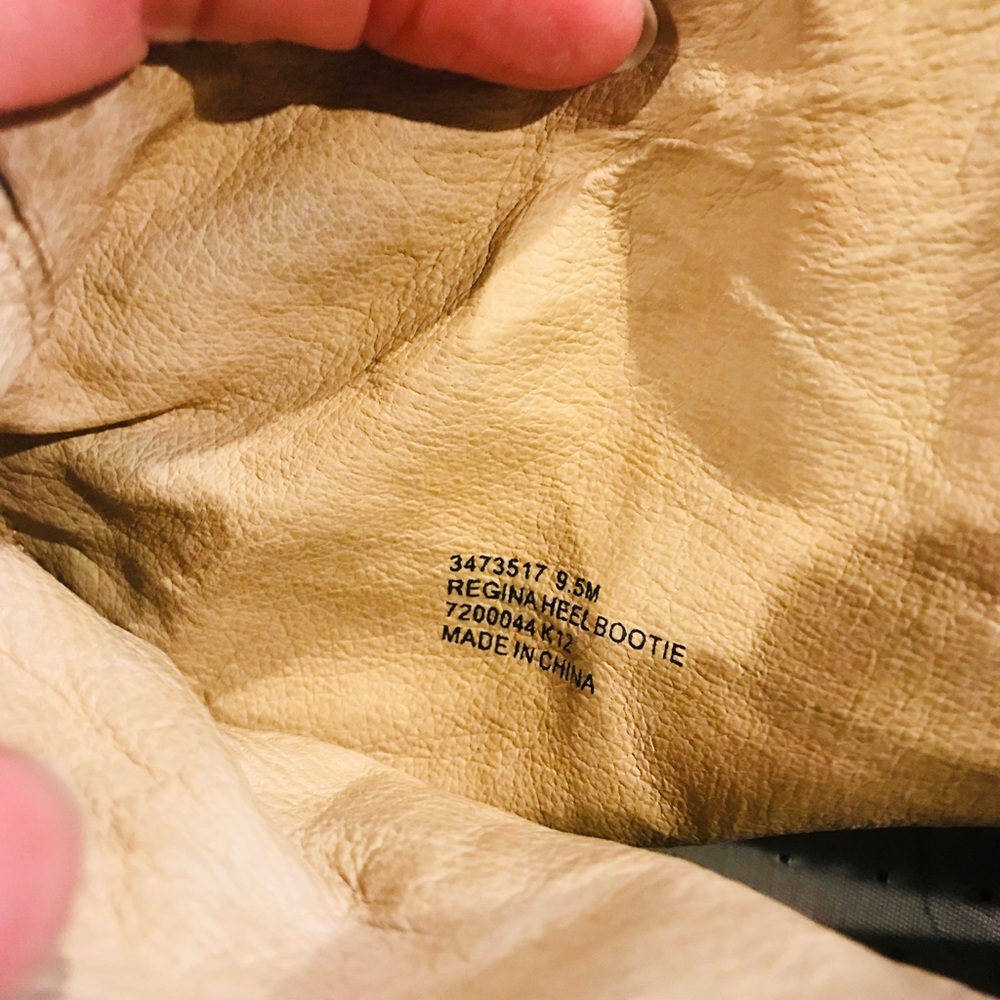 3473517 9.5M
REGINA HEEL BOOTIE
7200044 K12
MADE IN CHINA